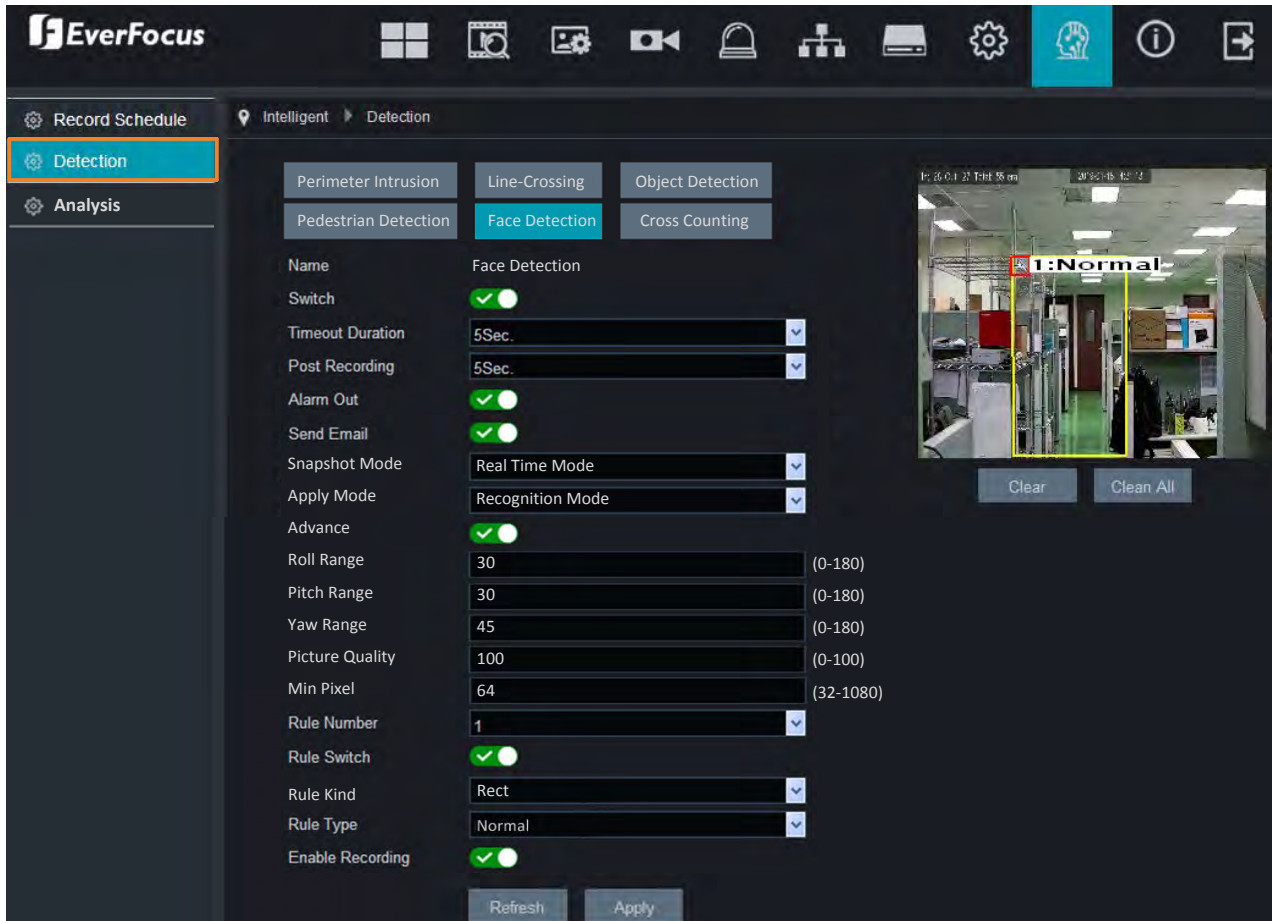 EverFocus
Record Schedule
Detection
Analysis
Intelligent Detection
Perimeter Intrusion Line-Crossing Object Detection
Pedestrian Detection Face Detection Cross Counting
Name Face Detection
Switch
Timeout Duration 5Sec.
Post Recording 5Sec.
Alarm Out
Send Email
Snapshot Mode Real Time Mode
Apply Mode Recognition Mode
Advance
Roll Range 30 (0-180)
Pitch Range 30 (0-180)
Yaw Range 45 (0-180)
Picture Quality 100 (0-100)
Min Pixel 64 (32-1080)
Rule Number 1
Rule Switch
Rule Kind Rect
Rule Type Normal
Enable Recording
Refresh Apply
1:Normal
Clear Clean All